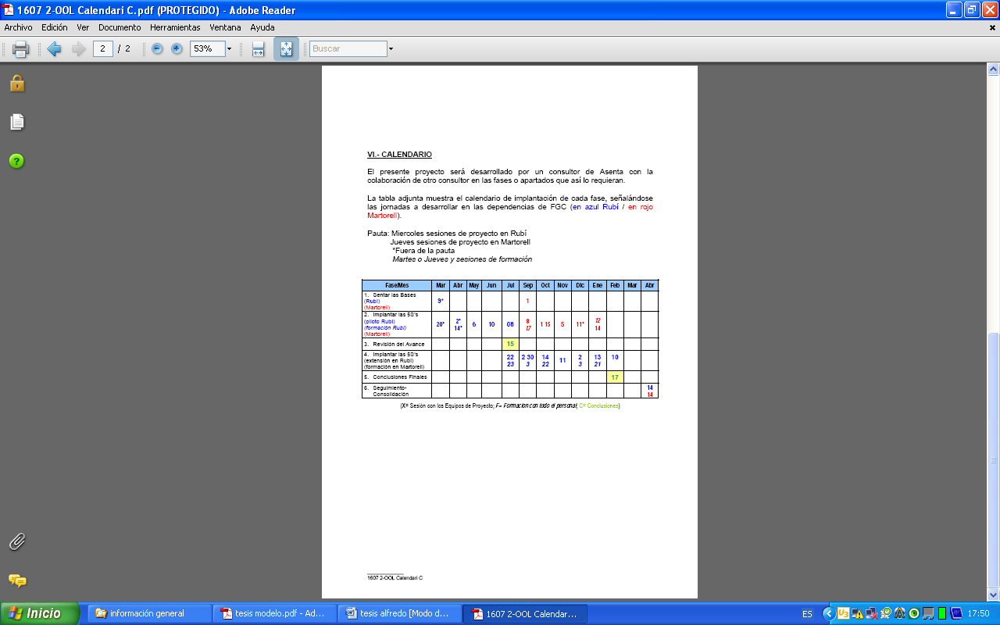 1607 2-OOL Calendari C.pdf (PROTEGIDO) - Adobe Reader
Archivo Edición Ver Documento Herramientas Ventana Ayuda
2 / 2 53% Buscar
VI.- CALENDARIO
El presente proyecto será desarrollado por un consultor de Asenta con la
colaboración de otro consultor en las fases o apartados que así lo requieran.
La tabla adjunta muestra el calendario de implantación de cada fase, señalándose
las jornadas a desarrollar en las dependencias de FGC (en azul Rubí / en rojo
Martorell).
Pauta: Miercoles sesiones de proyecto en Rubí
Jueves sesiones de proyecto en Martorell
*Fuera de la pauta
Martes o Jueves y sesiones de formación
Fase/Mes Mar Abr May Jun Jul Sep Oct Nov Dic Ene Feb Mar Abr
1. Sentar las Bases
(Rubí) 9* 1
(Martorell)
2. Implantar las 5S's
(piloto Rubí) 2* 8 12
20* 6 10 08 1 15 5 11*
(formación Rubí) 14* 17 14
(Martorell)
3. Revisión del Avance 15
4. Implantar las 5S's 22 2 30 14 2 13 10
(extensión en Rubí) 11
(formación en Martorell) 23 3 22 3 21
5. Conclusiones Finales 17
6. Seguimiento- 14
Consolidación 14
(X= Sesión con los Equipos de Proyecto; F= Formacion con todo el personal; C= Conclusiones)
1607 2-OOL Calendari C
Inicio información general tesis modelo.pdf - Ad... tesis alfredo [Modo d... 1607 2-OOL Calendar... ES U3 17:50